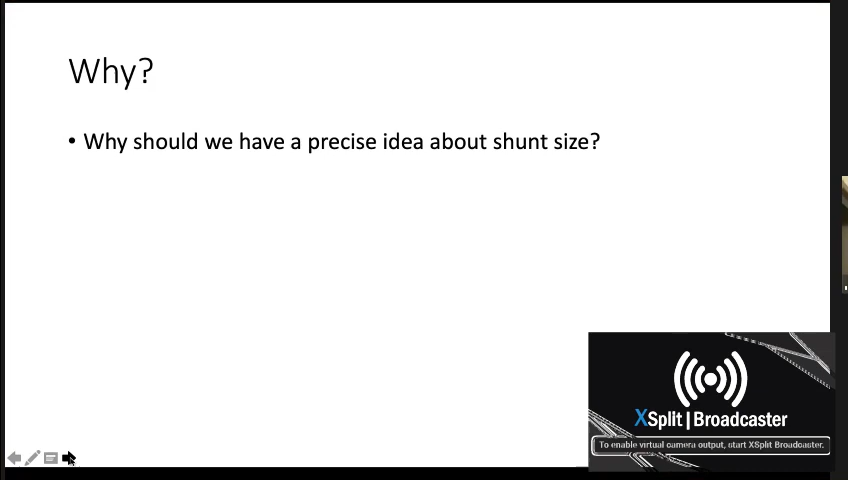 Why?
• Why should we have a precise idea about shunt size?
XSplit | Broadcaster
To enable virtual camera output, start XSplit Broadcaster.